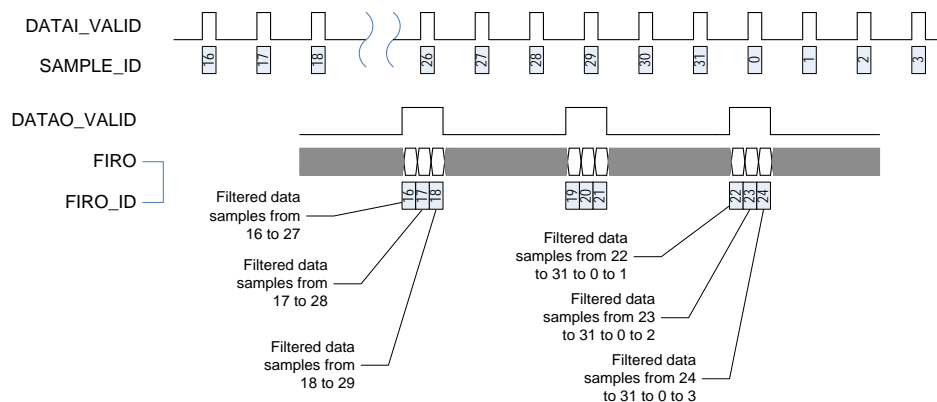 DATAI_VALID
SAMPLE_ID
16
17
18
26
27
28
29
30
31
0
1
2
3
DATAO_VALID
FIRO
FIRO_ID
16
17
18
19
20
21
22
23
24
Filtered data
samples from
16 to 27
Filtered data
samples from
17 to 28
Filtered data
samples from
18 to 29
Filtered data
samples from 22
to 31 to 0 to 1
Filtered data
samples from 23
to 31 to 0 to 2
Filtered data
samples from 24
to 31 to 0 to 3